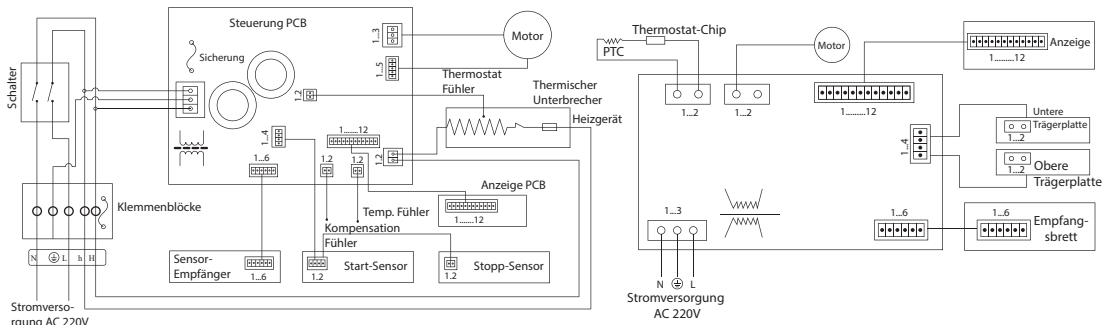 Steuerung PCB
Sicherung
1...3
Motor
1...5
Thermostat
Fühler
Thermischer
Unterbrecher
Heizgerät
Schalter
1.2
1...4
1........12
1.2
1...6
1.2
1.2
Anzeige PCB
1........12
Klemmenblöcke
Temp. Fühler
Kompensation
Fühler
N
L
h
H
Sensor-
Empfänger
1...6
1.2
Start-Sensor
1.2
Stopp-Sensor
Stromverso-
rgung AC 220V
PTC
Thermostat-Chip
1...2
Motor
1...2
1.........12
Anzeige
1.........12
1...4
Untere
Trägerplatte
1...2
Obere
1...2
Trägerplatte
1...3
1...6
1...6
Empfangs-
brett
N
L
Stromversorgung
AC 220V